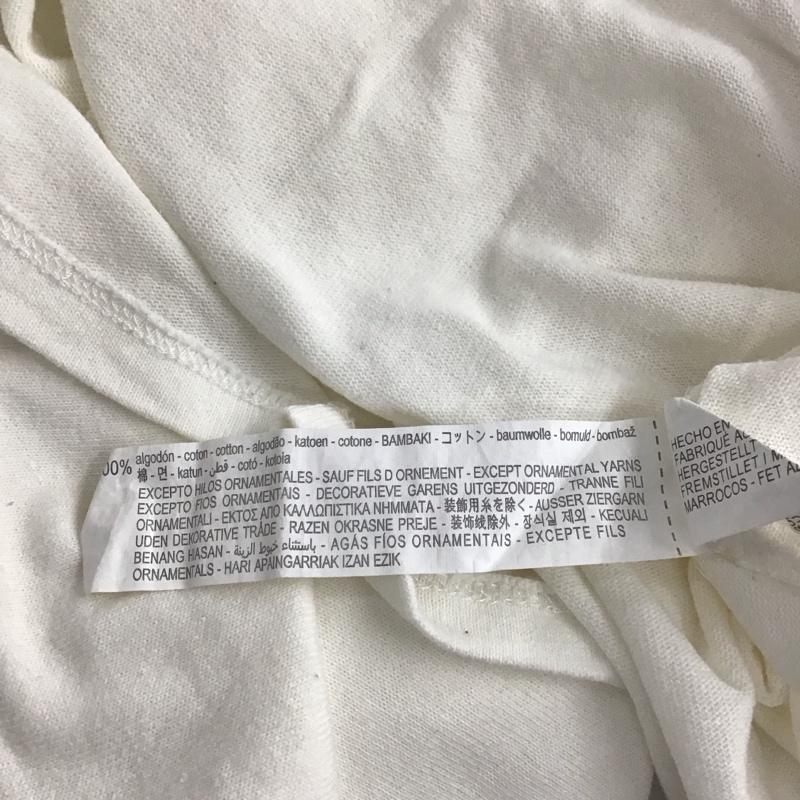 00% algodón - coton - cotton - algodão - katoen - cotone - BAMBAKI - コットン - baumwolle - bomuld - bombaž
棉 - 면 - katun - قطن - cotó - kotoia
EXCEPTO HILOS ORNAMENTALES - SAUF FILS D ORNEMENT - EXCEPT ORNAMENTAL YARNS
EXCEPTO FIOS ORNAMENTAIS - DECORATIEVE GARENS UITGEZONDERD - TRANNE FILI
ORNAMENTALI - ΕΚΤΟΣ ΑΠΟ ΚΑΛΛΩΠΙΣΤΙΚΑ ΝΗΜΜΑΤΑ - 装飾用糸を除く - AUSSER ZIERGARN
UDEN DEKORATIVE TRÅDE - RAZEN OKRASNE PREJE - 装饰线除外 - 장식실 제외 - KECUALI
BENANG HASAN - باستثناء خيوط الزينة - AGÁS FÍOS ORNAMENTAIS - EXCEPTE FILS
ORNAMENTALS - HARI APAINGARRIAK IZAN EZIK
HECHO EN
FABRIQUÉ AU
HERGESTELLT
FREMSTILLET I
MARROCOS - FET AL